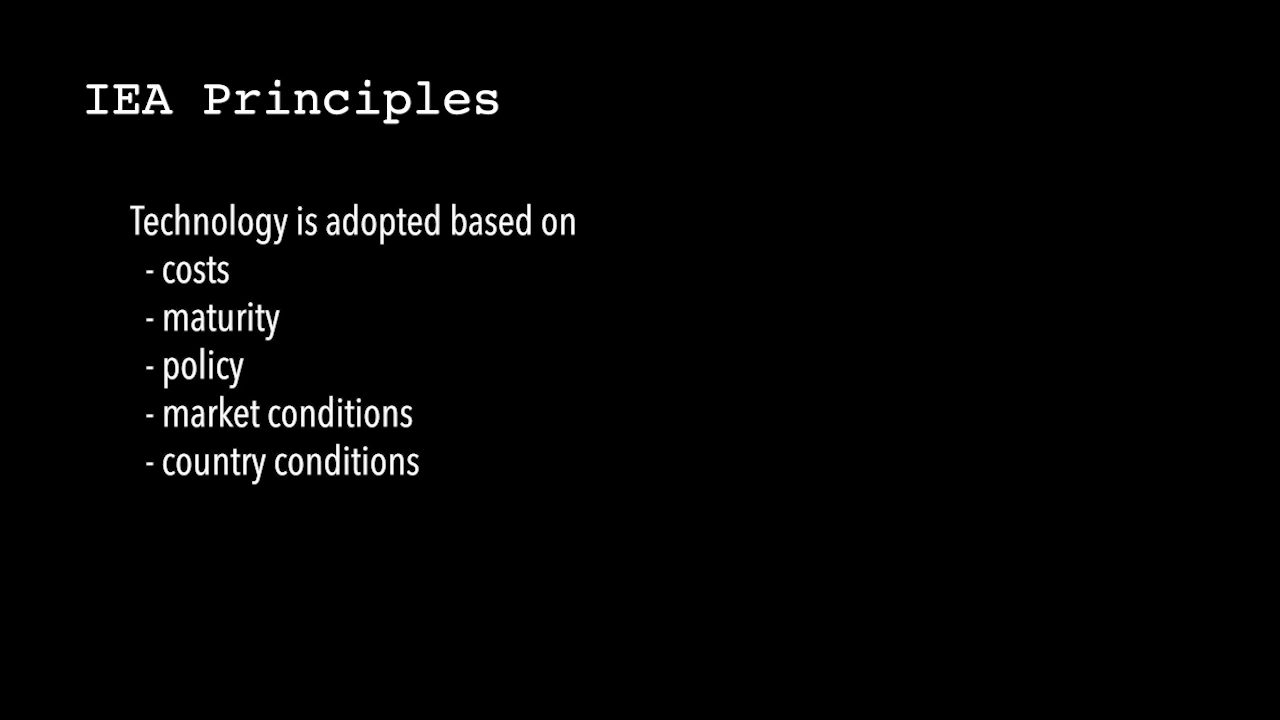 IEA Principles
Technology is adopted based on
- costs
- maturity
- policy
- market conditions
- country conditions